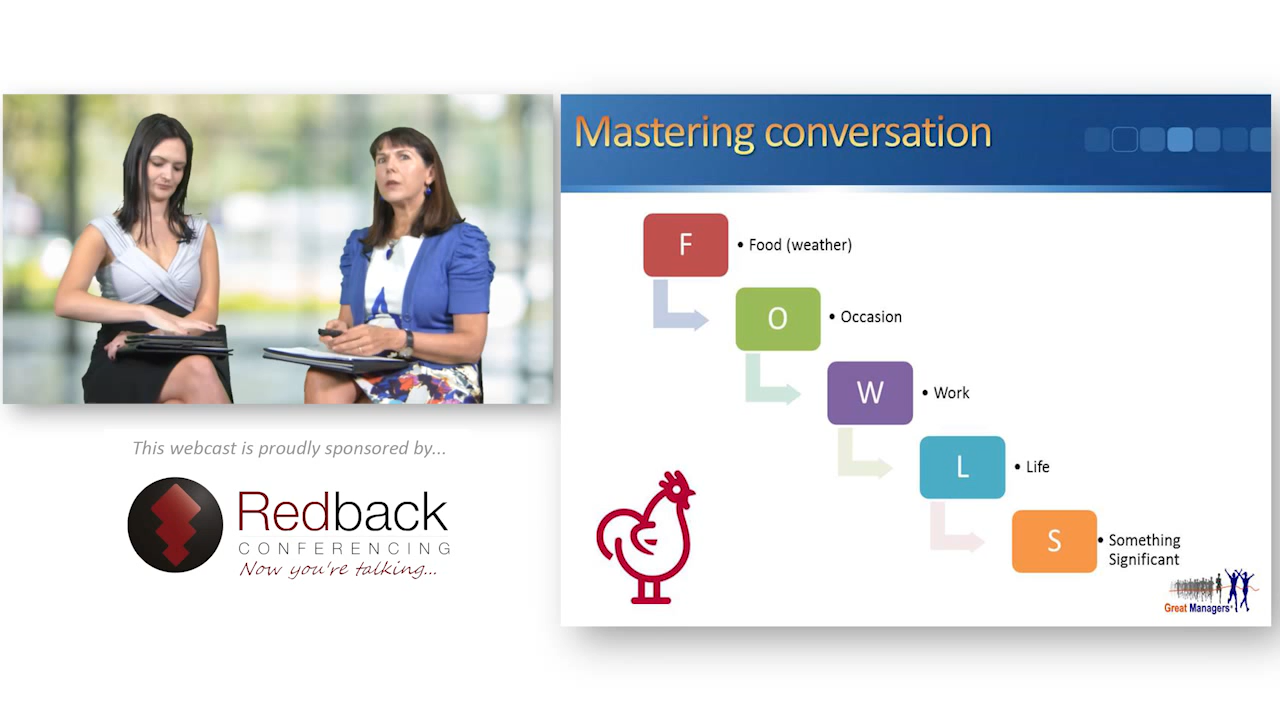 Mastering conversation
F
• Food (weather)
O
• Occasion
W
• Work
L
• Life
S
• Something
Significant
Great Managers®
This webcast is proudly sponsored by...
Redback
CONFERENCING
Now you're talking...